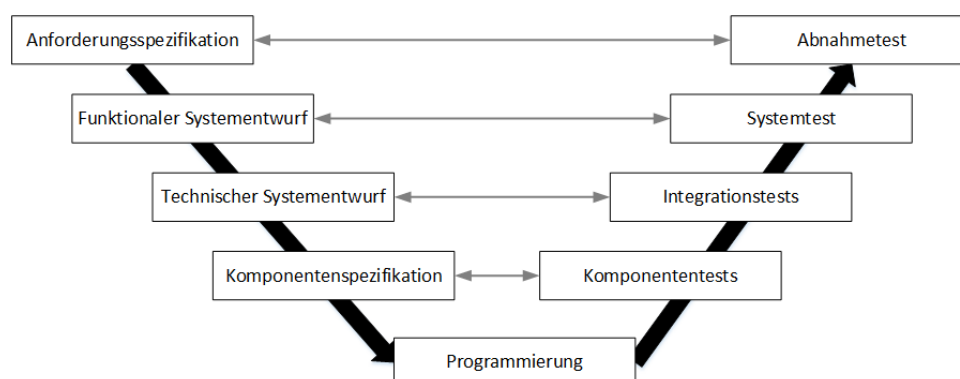 Anforderungsspezifikation
Abnahmetest
Funktionaler Systementwurf
Systemtest
Technischer Systementwurf
Integrationstests
Komponentenspezifikation
Komponententests
Programmierung